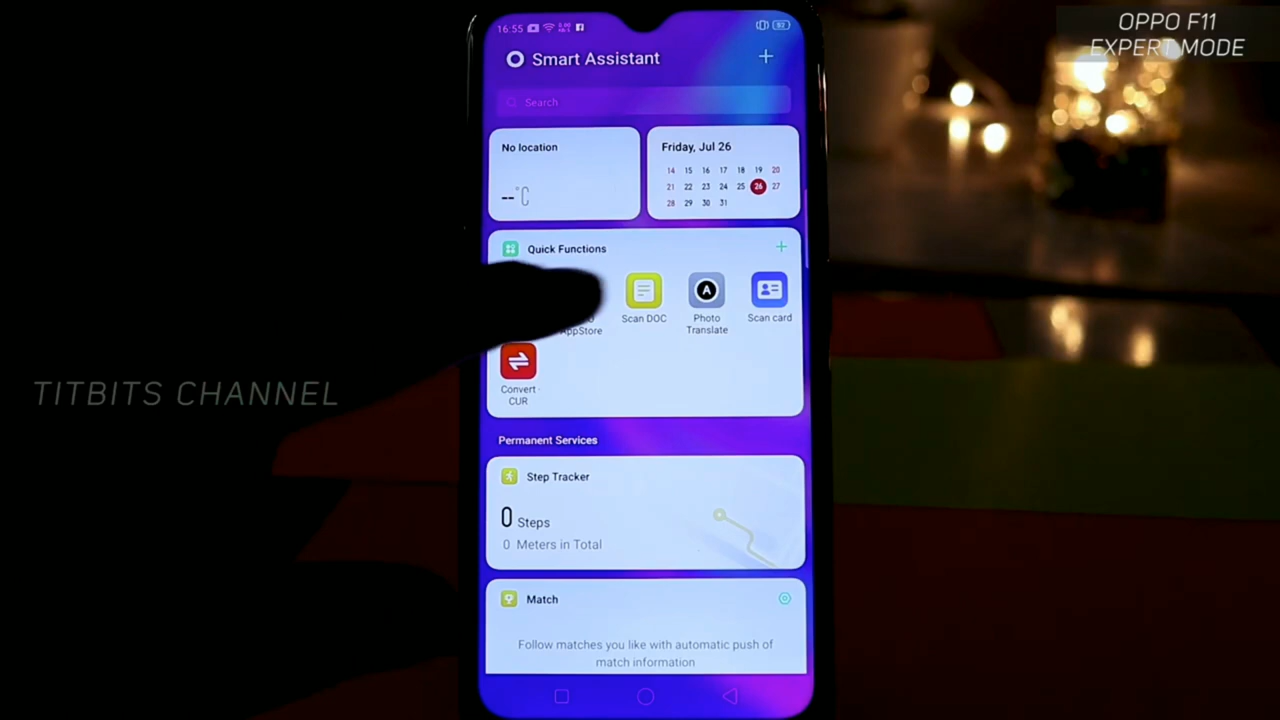 OPPO F11
EXPERT MODE
16:55
92
Smart Assistant
Search
No location
--°C
Friday, Jul 26
14 15 16 17 18 19 20
21 22 23 24 25 26 27
28 29 30 31
Quick Functions
AppStore
Scan DOC
Photo
Translate
Scan card
Convert
CUR
TITBITS CHANNEL
Permanent Services
Step Tracker
0 Steps
0 Meters in Total
Match
Follow matches you like with automatic push of
match information